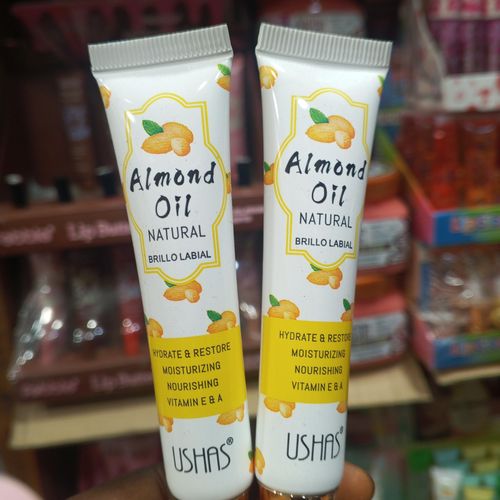 Almond
Oil
NATURAL
BRILLO LABIAL
HYDRATE & RESTORE
MOISTURIZING
NOURISHING
VITAMIN E & A
USHAS®
Almond
Oil
NATURAL
BRILLO LABIAL
HYDRATE & RESTORE
MOISTURIZING
NOURISHING
VITAMIN E & A
USHAS®